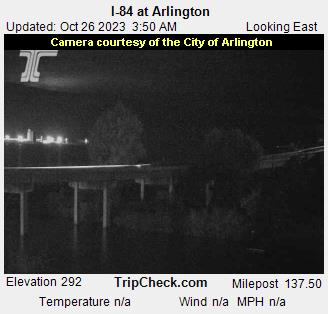 I-84 at Arlington
Updated: Oct 26 2023 3:50 AM Looking East
Camera courtesy of the City of Arlington
Elevation 292 TripCheck.com Milepost 137.50
Temperature n/a Wind n/a MPH n/a